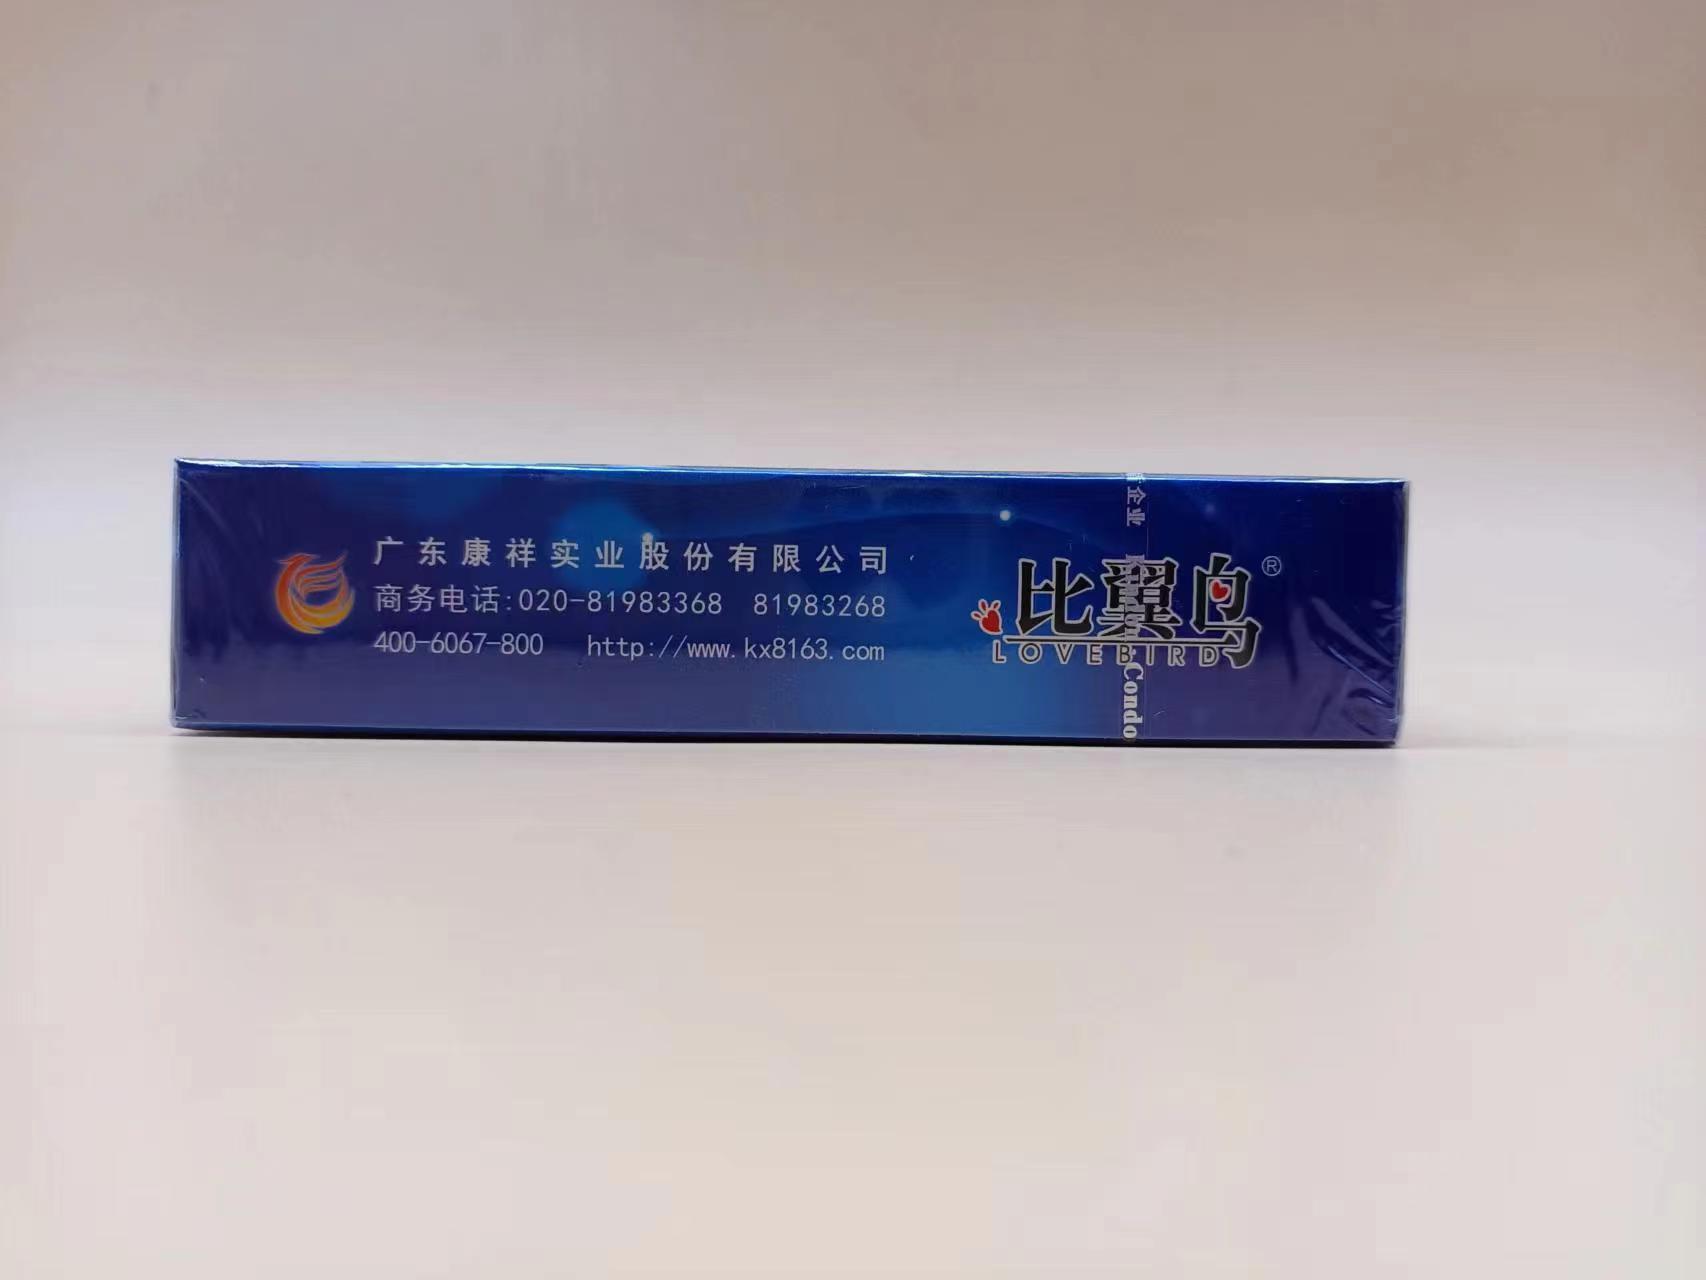 广东康祥实业股份有限公司
商务电话:020-81983368 81983268
400-6067-800 http://www.kx8163.com
比翼鸟®
LOVEBIRD
企业
Condo